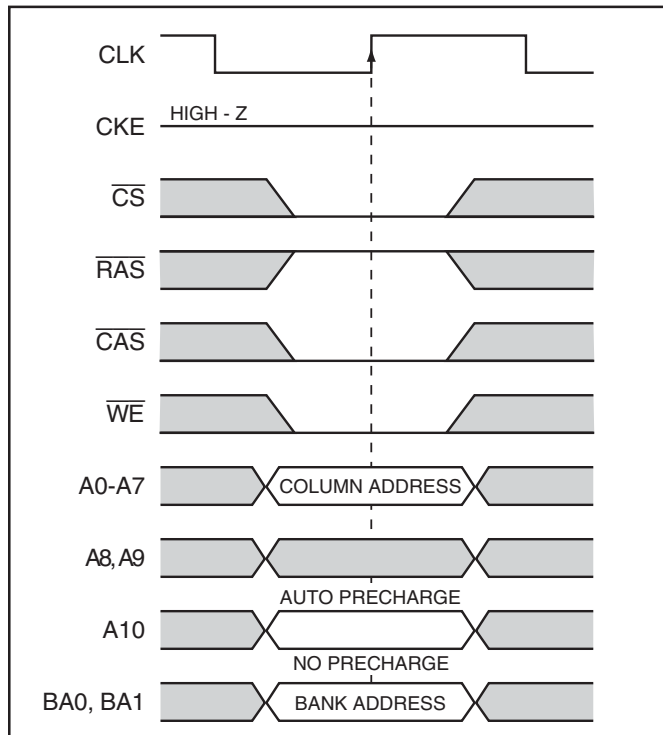 CLK
CKE HIGH - Z
CS
RAS
CAS
WE
A0-A7 COLUMN ADDRESS
A8, A9
AUTO PRECHARGE
A10
NO PRECHARGE
BA0, BA1 BANK ADDRESS